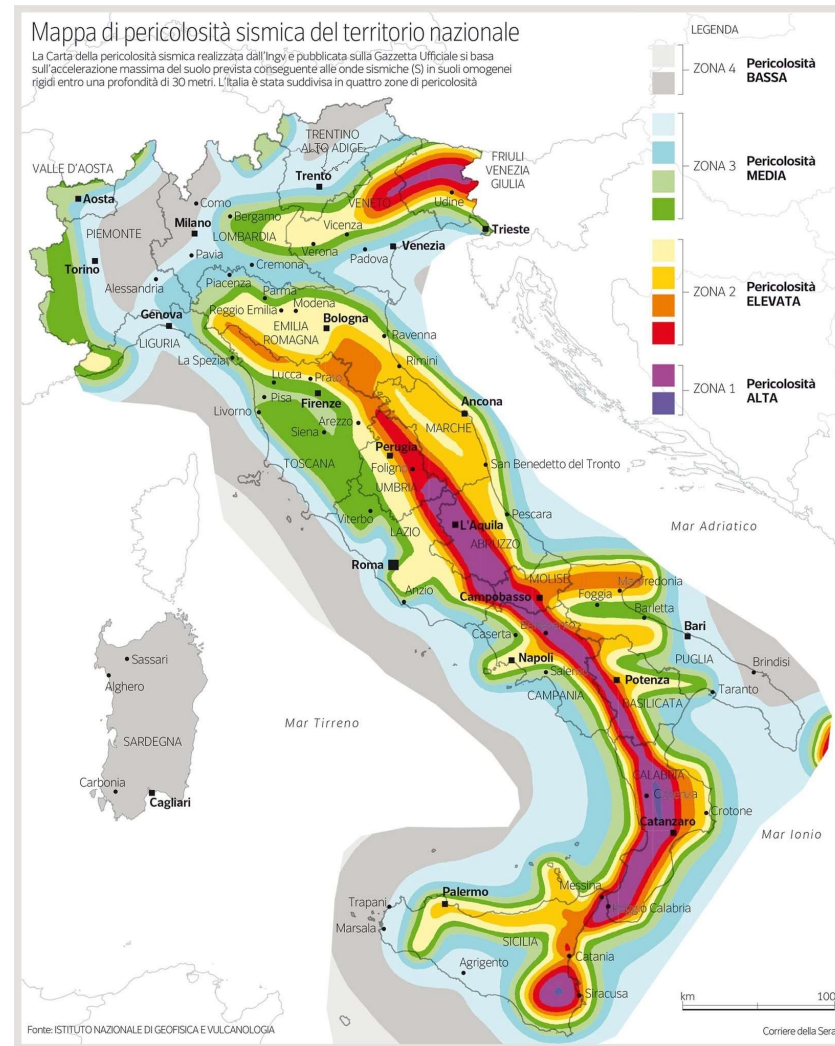 Mappa di pericolosità sismica del territorio nazionale
La Carta della pericolosità sismica realizzata dall'Ingv e pubblicata sulla Gazzetta Ufficiale si basa
sull'accelerazione massima del suolo prevista conseguente alle onde sismiche (S) in suoli omogenei
rigidi entro una profondità di 30 metri. L'Italia è stata suddivisa in quattro zone di pericolosità
LEGENDA
ZONA 4
Pericolosità
BASSA
ZONA 3
Pericolosità
MEDIA
ZONA 2
Pericolosità
ELEVATA
ZONA 1
Pericolosità
ALTA
TRENTINO
ALTO ADIGE
FRIULI
VENEZIA
GIULIA
VALLE D'AOSTA
Trento
Aosta
VENETO
Udine
Como
Bergamo
Trieste
Milano
PIEMONTE
LOMBARDIA
Vicenza
Verona
Padova
Venezia
Pavia
Torino
Cremona
Alessandria
Piacenza
Parma
Modena
Reggio Emilia
Genova
Bologna
EMILIA
ROMAGNA
Ravenna
LIGURIA
La Spezia
Rimini
Lucca
Prato
Pisa
Firenze
Ancona
Livorno
Arezzo
MARCHE
Siena
Perugia
TOSCANA
Foligno
San Benedetto del Tronto
UMBRIA
Viterbo
Pescara
LAZIO
L'Aquila
ABRUZZO
Mar Adriatico
Roma
MOLISE
Manfredonia
Anzio
Campobasso
Foggia
Barletta
Caserta
Benevento
Bari
Napoli
PUGLIA
Salerno
Potenza
Brindisi
CAMPANIA
BASILICATA
Taranto
Sassari
Alghero
Mar Tirreno
SARDEGNA
CALABRIA
Carbonia
Cagliari
Cosenza
Crotone
Catanzaro
Mar Ionio
Messina
Palermo
Trapani
Reggio Calabria
Marsala
SICILIA
Catania
Agrigento
Siracusa
km
100
Fonte: ISTITUTO NAZIONALE DI GEOFISICA E VULCANOLOGIA
Corriere della Sera